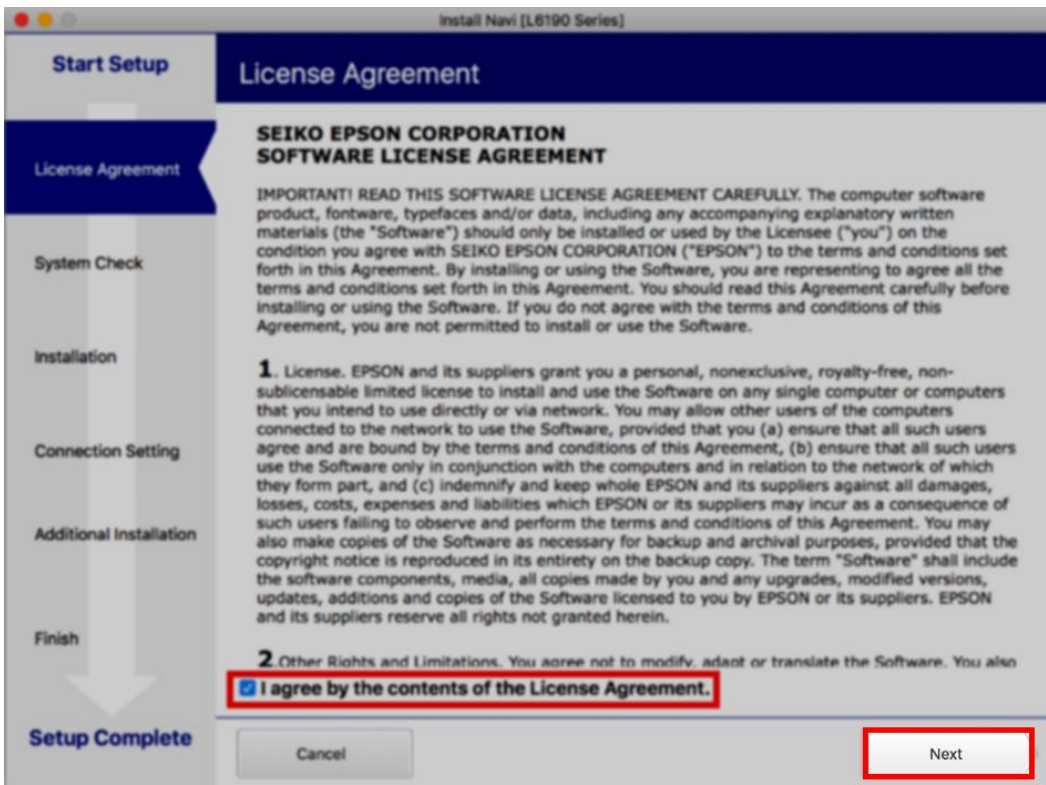 Install Navi [L6190 Series]
Start Setup
License Agreement
System Check
Installation
Connection Setting
Additional Installation
Finish
Setup Complete
License Agreement
SEIKO EPSON CORPORATION
SOFTWARE LICENSE AGREEMENT
IMPORTANT! READ THIS SOFTWARE LICENSE AGREEMENT CAREFULLY. The computer software
product, fontware, typefaces and/or data, including any accompanying explanatory written
materials (the "Software") should only be installed or used by the Licensee ("you") on the
condition you agree with SEIKO EPSON CORPORATION ("EPSON") to the terms and conditions set
forth in this Agreement. By installing or using the Software, you are representing to agree all the
terms and conditions set forth in this Agreement. You should read this Agreement carefully before
installing or using the Software. If you do not agree with the terms and conditions of this
Agreement, you are not permitted to install or use the Software.
1. License. EPSON and its suppliers grant you a personal, nonexclusive, royalty-free, non-
sublicensable limited license to install and use the Software on any single computer or computers
that you intend to use directly or via network. You may allow other users of the computers
connected to the network to use the Software, provided that you (a) ensure that all such users
agree and are bound by the terms and conditions of this Agreement, (b) ensure that all such users
use the Software only in conjunction with the computers and in relation to the network of which
they form part, and (c) indemnify and keep whole EPSON and its suppliers against all damages,
losses, costs, expenses and liabilities which EPSON or its suppliers may incur as a consequence of
such users failing to observe and perform the terms and conditions of this Agreement. You may
also make copies of the Software as necessary for backup and archival purposes, provided that the
copyright notice is reproduced in its entirety on the backup copy. The term "Software" shall include
the software components, media, all copies made by you and any upgrades, modified versions,
updates, additions and copies of the Software licensed to you by EPSON or its suppliers. EPSON
and its suppliers reserve all rights not granted herein.
2.Other Rights and Limitations. You agree not to modify, adapt or translate the Software. You also
I agree by the contents of the License Agreement.
Cancel
Next